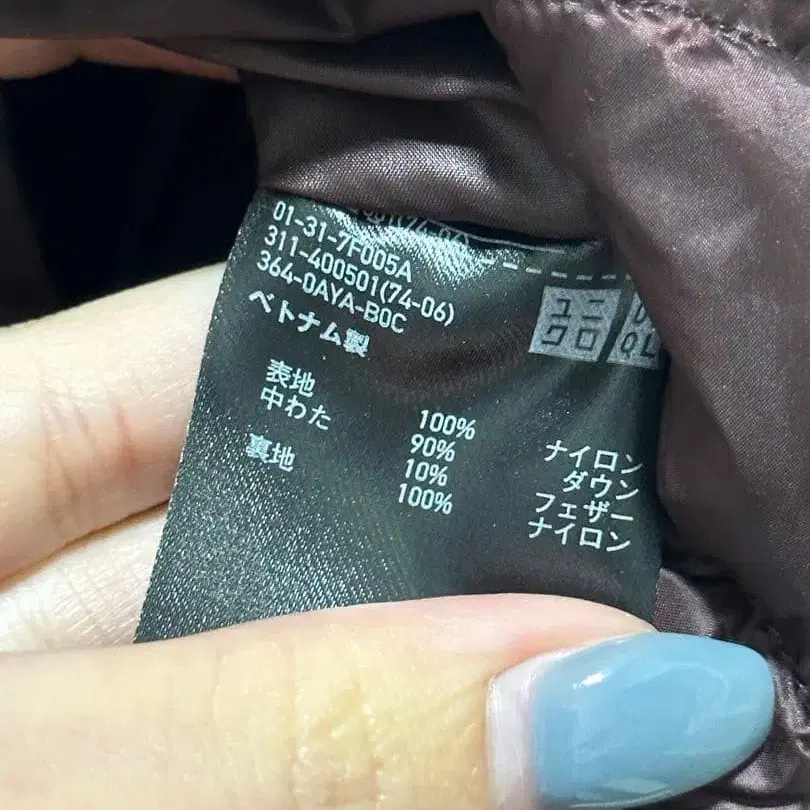 01-31-7F005A
311-400501(74-06)
364-0AYA-B0C
ベトナム製
ユニ
クロ
QL
表地 100% ナイロン
中わた 90% ダウン
10% フェザー
裏地 100% ナイロン